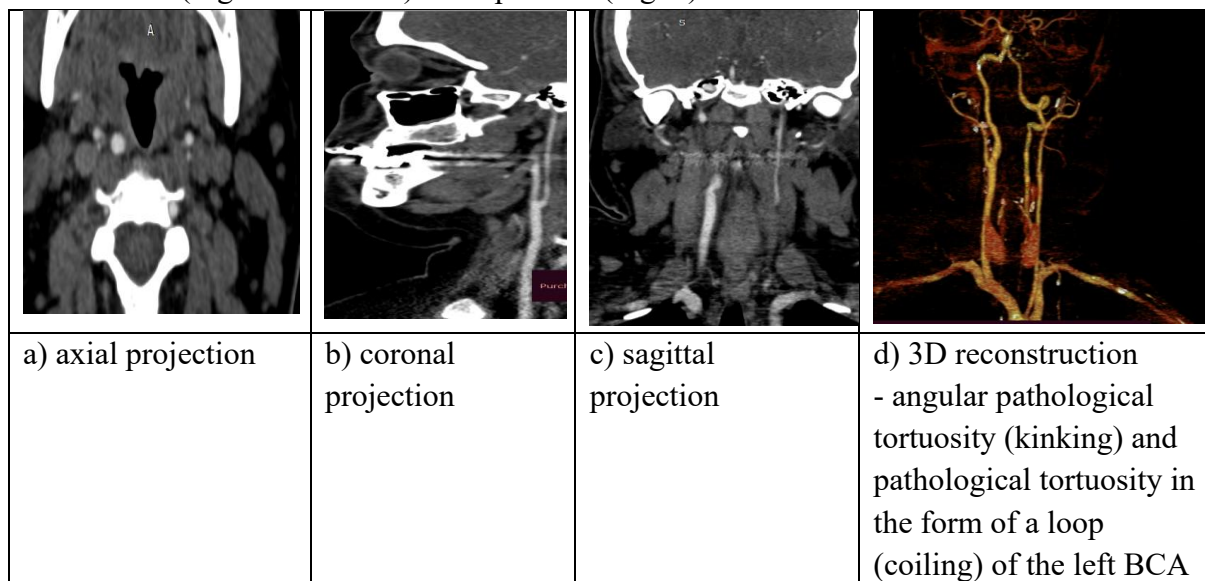 A
Purch
S
a) axial projection
b) coronal
projection
c) sagittal
projection
d) 3D reconstruction
- angular pathological
tortuosity (kinking) and
pathological tortuosity in
the form of a loop
(coiling) of the left BCA